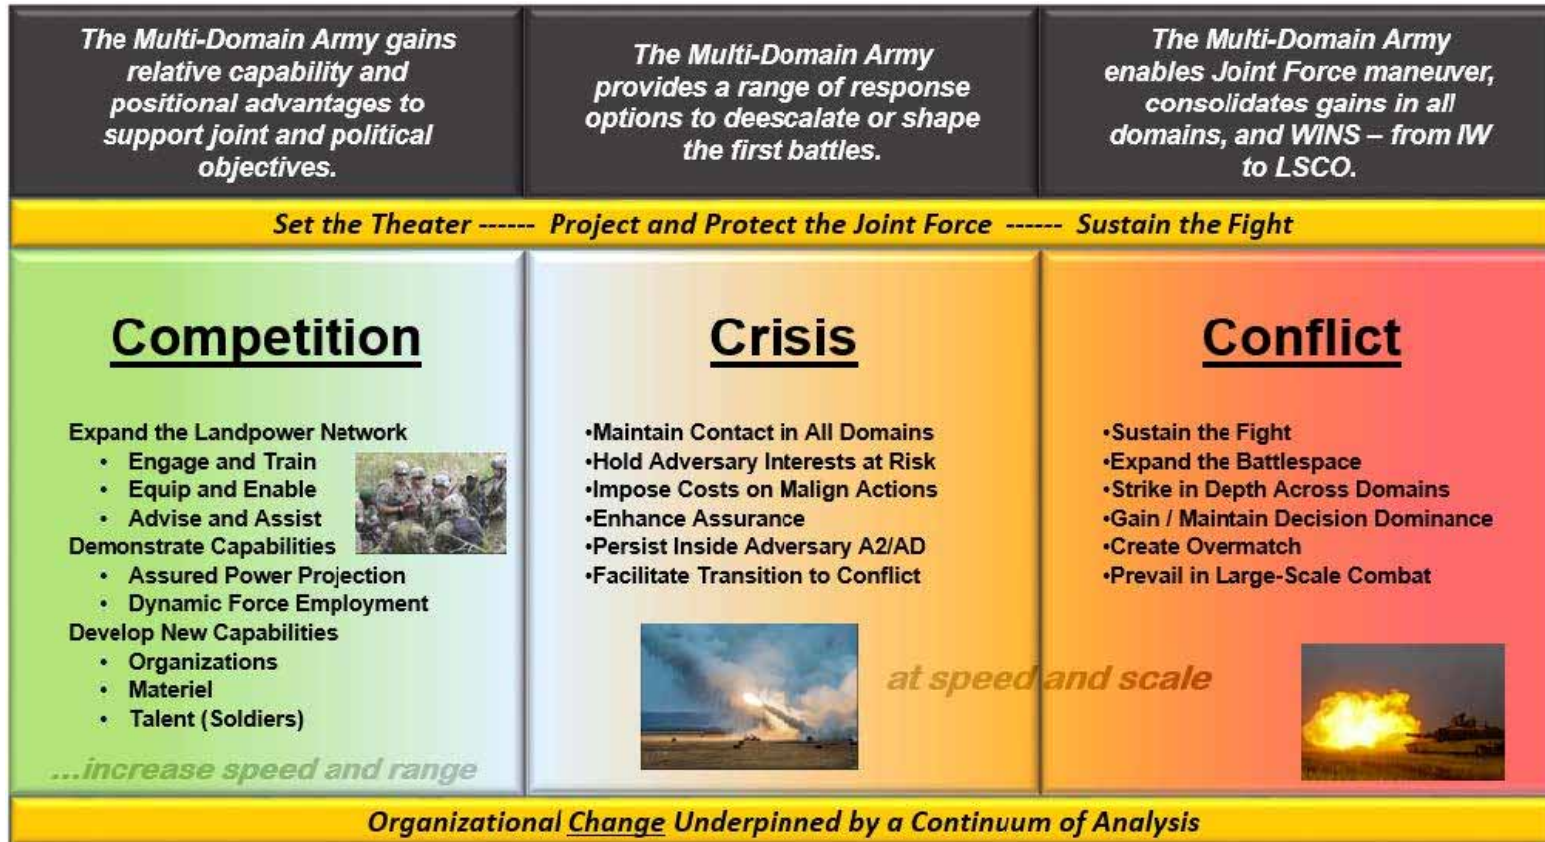 The Multi-Domain Army gains
relative capability and
positional advantages to
support joint and political
objectives.
The Multi-Domain Army
provides a range of response
options to deescalate or shape
the first battles.
The Multi-Domain Army
enables Joint Force maneuver,
consolidates gains in all
domains, and WINS – from IW
to LSCO.
Set the Theater ------ Project and Protect the Joint Force ------ Sustain the Fight
Competition
Expand the Landpower Network
• Engage and Train
• Equip and Enable
• Advise and Assist
Demonstrate Capabilities
• Assured Power Projection
• Dynamic Force Employment
Develop New Capabilities
• Organizations
• Materiel
• Talent (Soldiers)
...increase speed and range
Crisis
•Maintain Contact in All Domains
•Hold Adversary Interests at Risk
•Impose Costs on Malign Actions
•Enhance Assurance
•Persist Inside Adversary A2/AD
•Facilitate Transition to Conflict
at speed and scale
Conflict
•Sustain the Fight
•Expand the Battlespace
•Strike in Depth Across Domains
•Gain / Maintain Decision Dominance
•Create Overmatch
•Prevail in Large-Scale Combat
Organizational Change Underpinned by a Continuum of Analysis